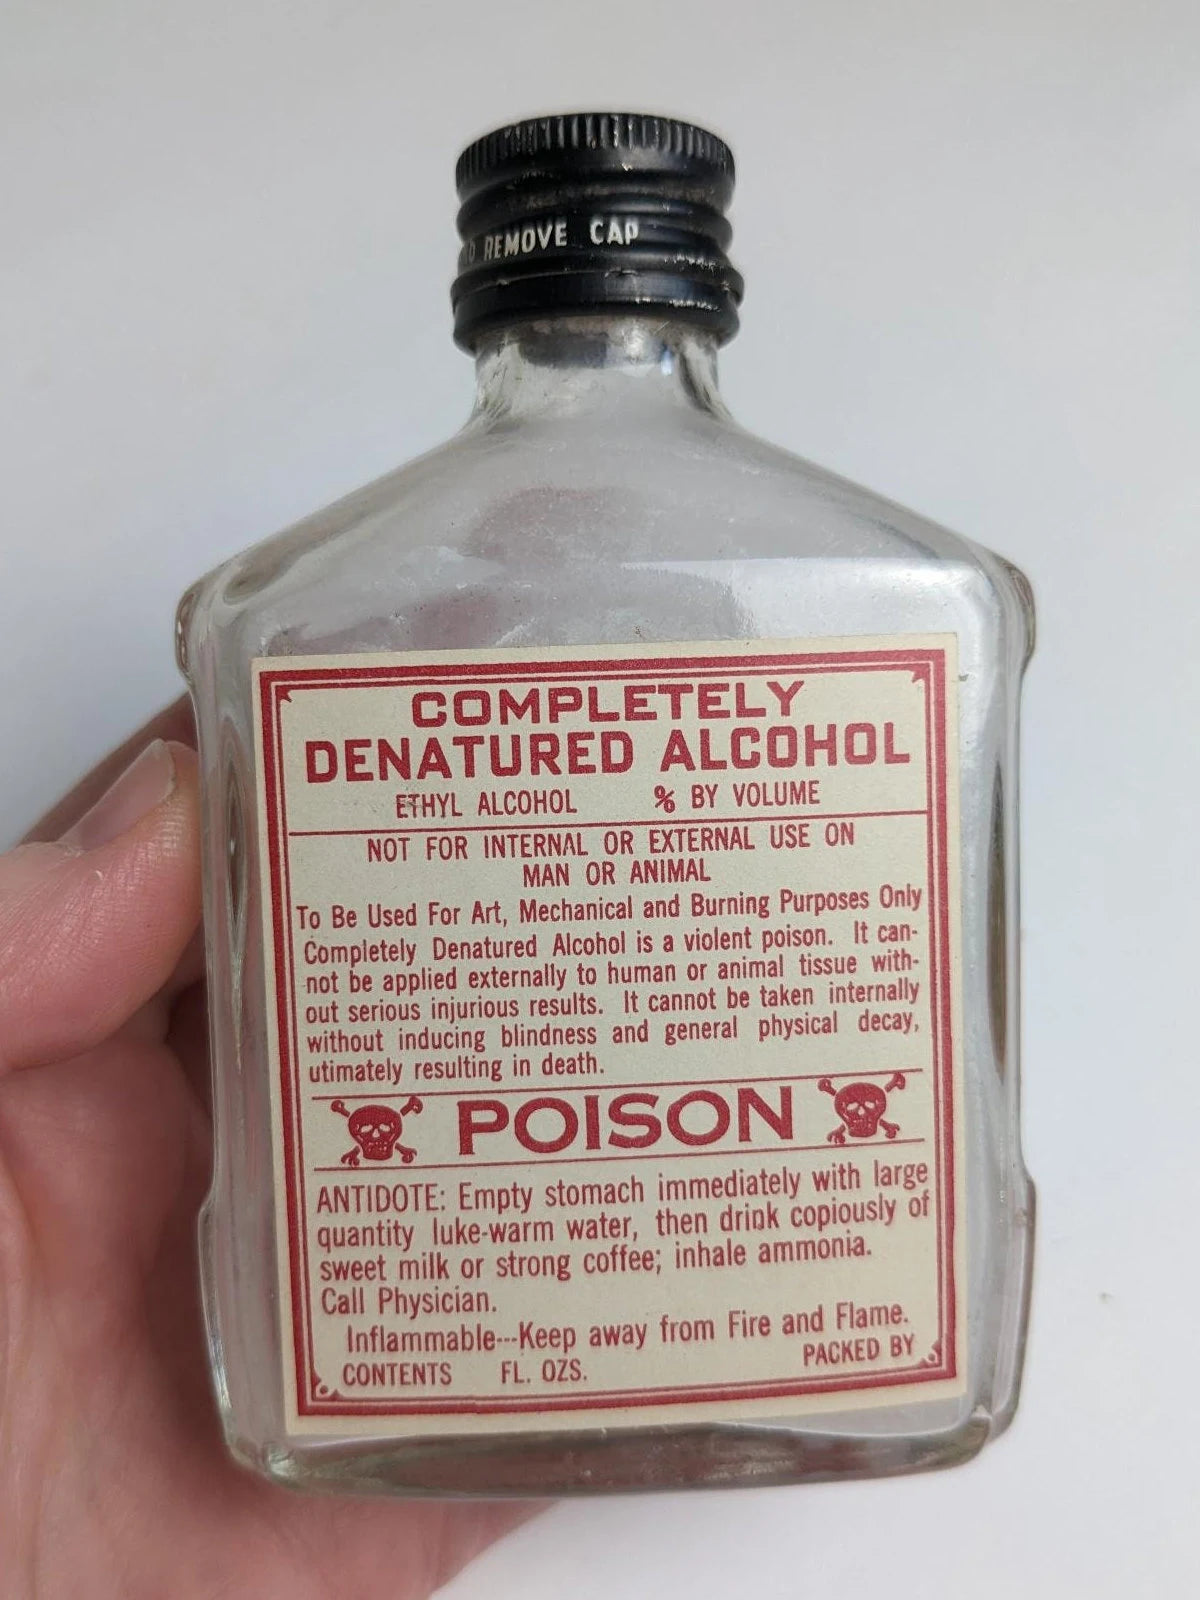 REMOVE CAP
COMPLETELY
DENATURED ALCOHOL
ETHYL ALCOHOL % BY VOLUME
NOT FOR INTERNAL OR EXTERNAL USE ON
MAN OR ANIMAL
To Be Used For Art, Mechanical and Burning Purposes Only
Completely Denatured Alcohol is a violent poison. It can-
not be applied externally to human or animal tissue with-
out serious injurious results. It cannot be taken internally
without inducing blindness and general physical decay,
utimately resulting in death.
POISON
ANTIDOTE: Empty stomach immediately with large
quantity luke-warm water, then drink copiously of
sweet milk or strong coffee; inhale ammonia.
Call Physician.
Inflammable---Keep away from Fire and Flame.
CONTENTS FL. OZS. PACKED BY